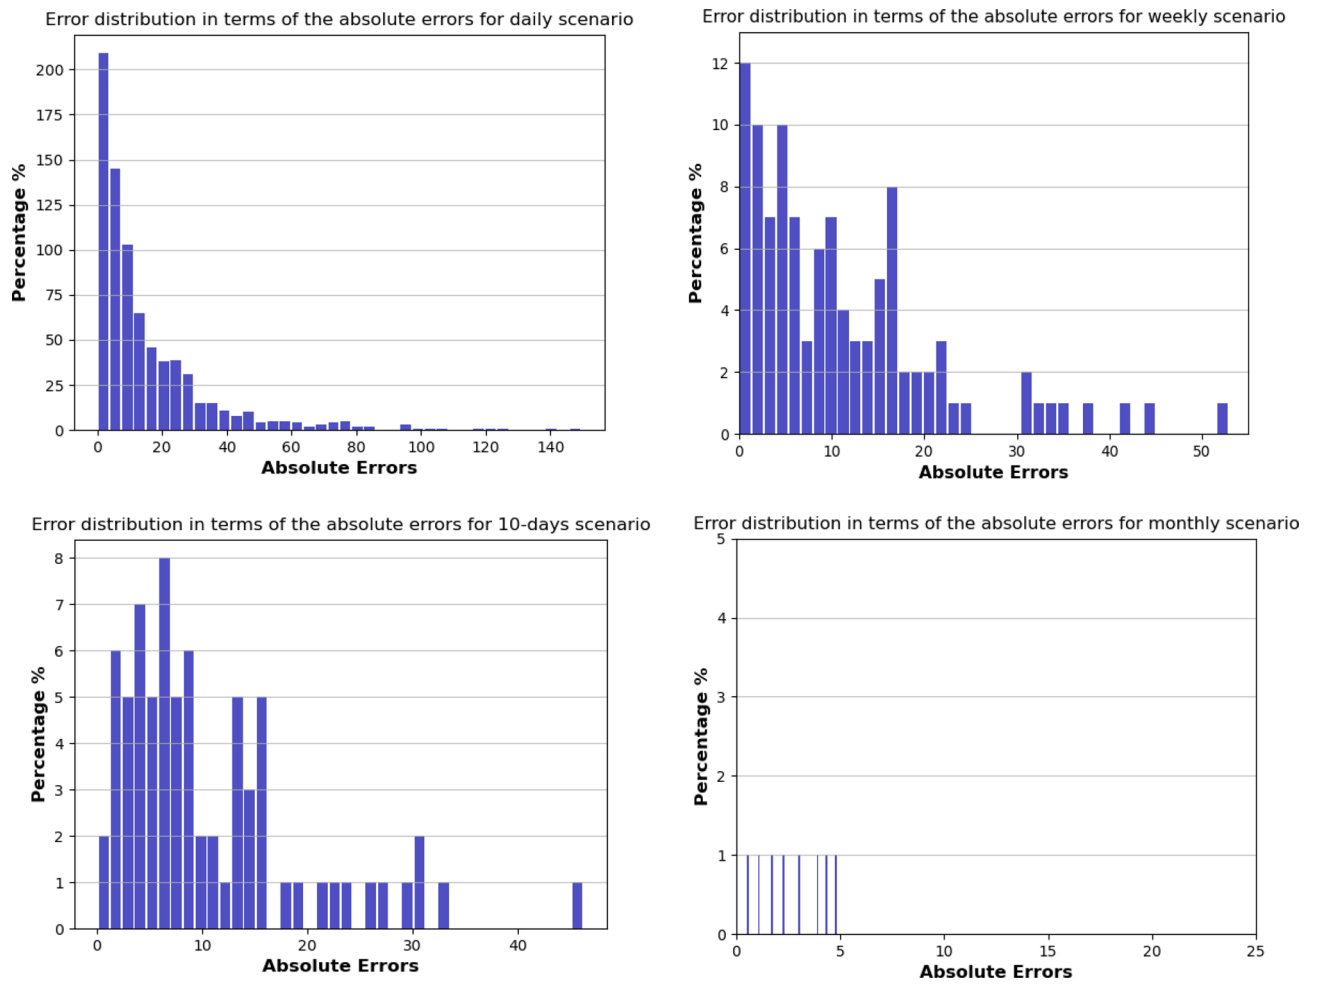 Error distribution in terms of the absolute errors for daily scenario
200
175
150
125
100
75
50
25
0
Percentage %
0 20 40 60 80 100 120 140
Absolute Errors
Error distribution in terms of the absolute errors for weekly scenario
12
10
8
6
4
2
0
Percentage %
0 10 20 30 40 50
Absolute Errors
Error distribution in terms of the absolute errors for 10-days scenario
8
7
6
5
4
3
2
1
0
Percentage %
0 10 20 30 40
Absolute Errors
Error distribution in terms of the absolute errors for monthly scenario
5
4
3
2
1
0
Percentage %
0 5 10 15 20 25
Absolute Errors